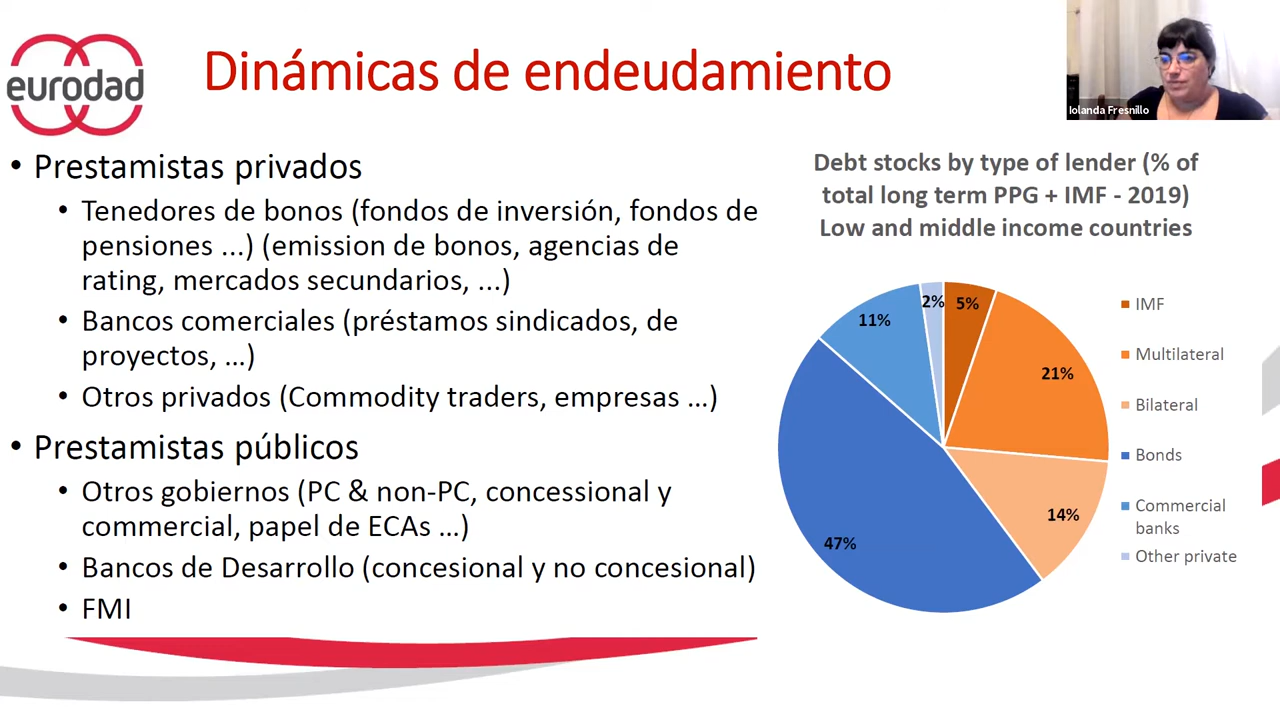 eurodad
Dinámicas de endeudamiento
Iolanda Fresnillo
• Prestamistas privados
• Tenedores de bonos (fondos de inversión, fondos de
pensiones ...) (emission de bonos, agencias de
rating, mercados secundarios, ...)
• Bancos comerciales (préstamos sindicados, de
proyectos, ...)
• Otros privados (Commodity traders, empresas ...)
• Prestamistas públicos
• Otros gobiernos (PC & non-PC, concessional y
commercial, papel de ECAs ...)
• Bancos de Desarrollo (concesional y no concesional)
• FMI
Debt stocks by type of lender (% of
total long term PPG + IMF - 2019)
Low and middle income countries
2%
5%
11%
21%
14%
47%
IMF
Multilateral
Bilateral
Bonds
Commercial
banks
Other private